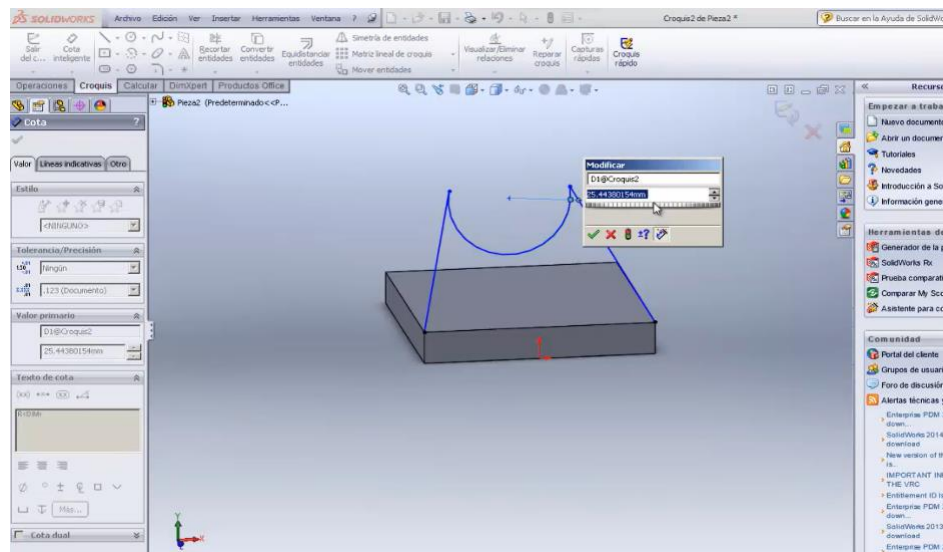 SOLIDWORKS
Archivo Edición Ver Insertar Herramientas Ventana ?
Croquis2 de Pieza2 *
Buscar en la Ayuda de SolidWo
Salir del c...
Cota inteligente
Recortar entidades
Convertir entidades
Equidistanciar entidades
Simetría de entidades
Matriz lineal de croquis
Mover entidades
Visualizar/Eliminar relaciones
Reparar croquis
Capturas rápidas
Croquis rápido
Operaciones Croquis Calcular DimXpert Productos Office
Pieza2 (Predeterminado<<P...
Cota ?
Valor Líneas indicativas Otro
Estilo
<NINGUNO>
Tolerancia/Precisión
Ningún
.123 (Documento)
Valor primario
D1@Croquis2
25.44380154mm
Texto de cota
Más...
Cota dual
Modificar
D1@Croquis2
25.44380154mm
±?
Y
X
Recurso
Empezar a traba
Nuevo documento
Abrir un documen
Tutoriales
Novedades
Introducción a So
Información gene
Herramientas de
Generador de la p
SolidWorks Rx
Prueba comparati
Comparar My Sco
Asistente para co
Comunidad
Portal del cliente
Grupos de usuari
Foro de discusión
Alertas técnicas y
Enterprise PDM
down...
SolidWorks 2014
download
New version of th
is...
IMPORTANT IN
THE VRC
Entitlement ID is
Enterprise PDM
down...
SolidWorks 2013
download
Enterprise PDM